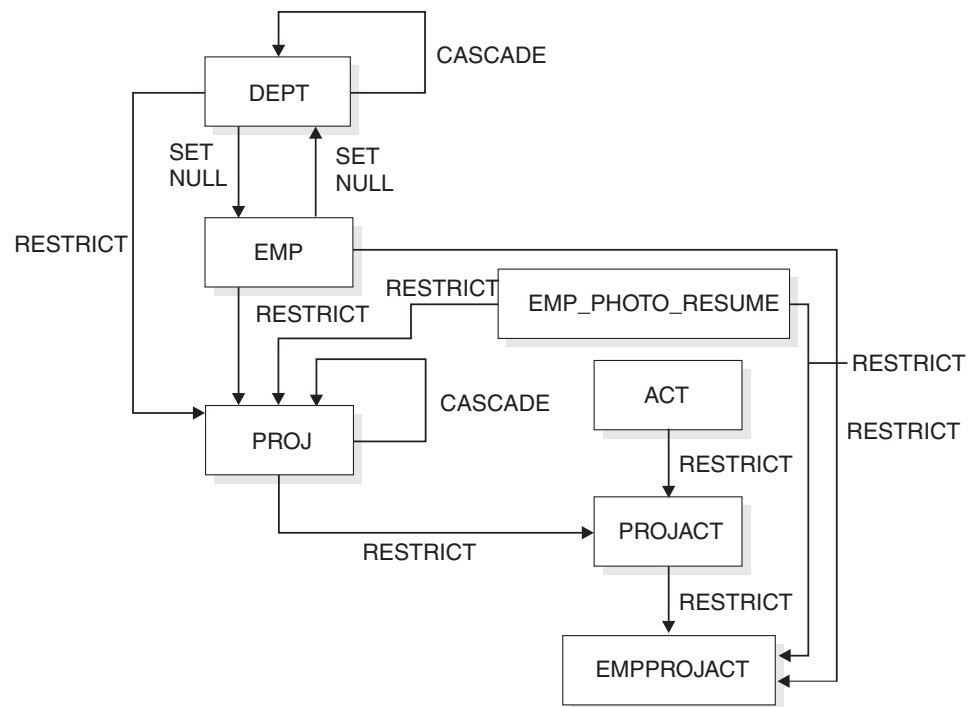 CASCADE
DEPT
SET
NULL
SET
NULL
RESTRICT
EMP
RESTRICT
RESTRICT
EMP_PHOTO_RESUME
RESTRICT
CASCADE
ACT
RESTRICT
PROJ
RESTRICT
PROJACT
RESTRICT
RESTRICT
EMPPROJACT